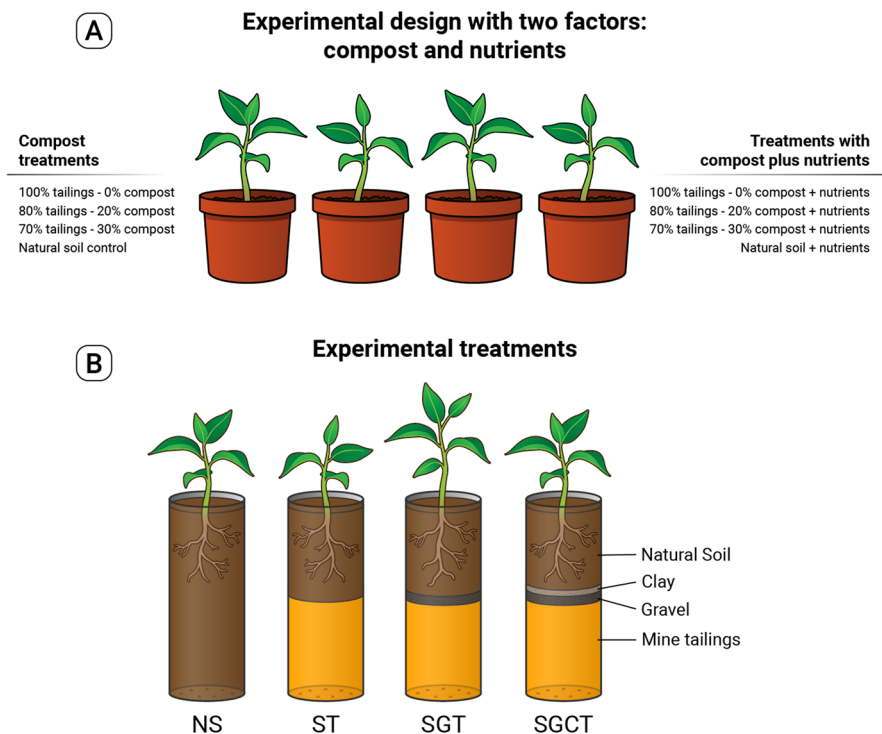 A
Experimental design with two factors:
compost and nutrients
Compost
treatments
100% tailings - 0% compost
80% tailings - 20% compost
70% tailings - 30% compost
Natural soil control
Treatments with
compost plus nutrients
100% tailings - 0% compost + nutrients
80% tailings - 20% compost + nutrients
70% tailings - 30% compost + nutrients
Natural soil + nutrients
B
Experimental treatments
Natural Soil
Clay
Gravel
Mine tailings
NS
ST
SGT
SGCT